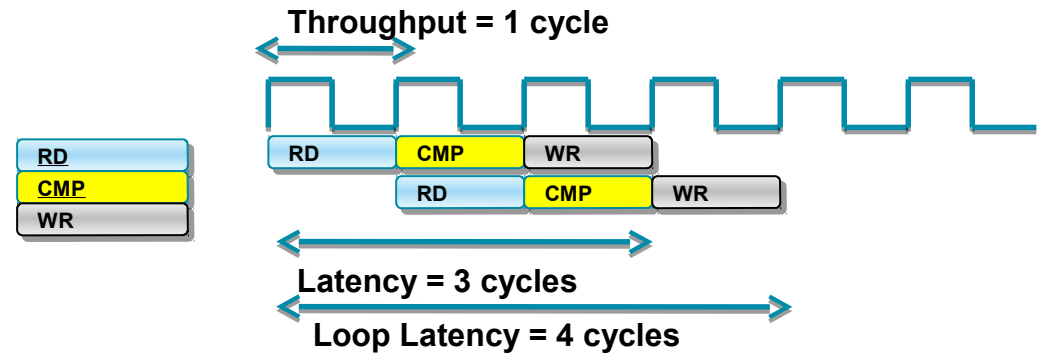 Throughput = 1 cycle
RD
CMP
WR
RD CMP WR
RD CMP WR
Latency = 3 cycles
Loop Latency = 4 cycles